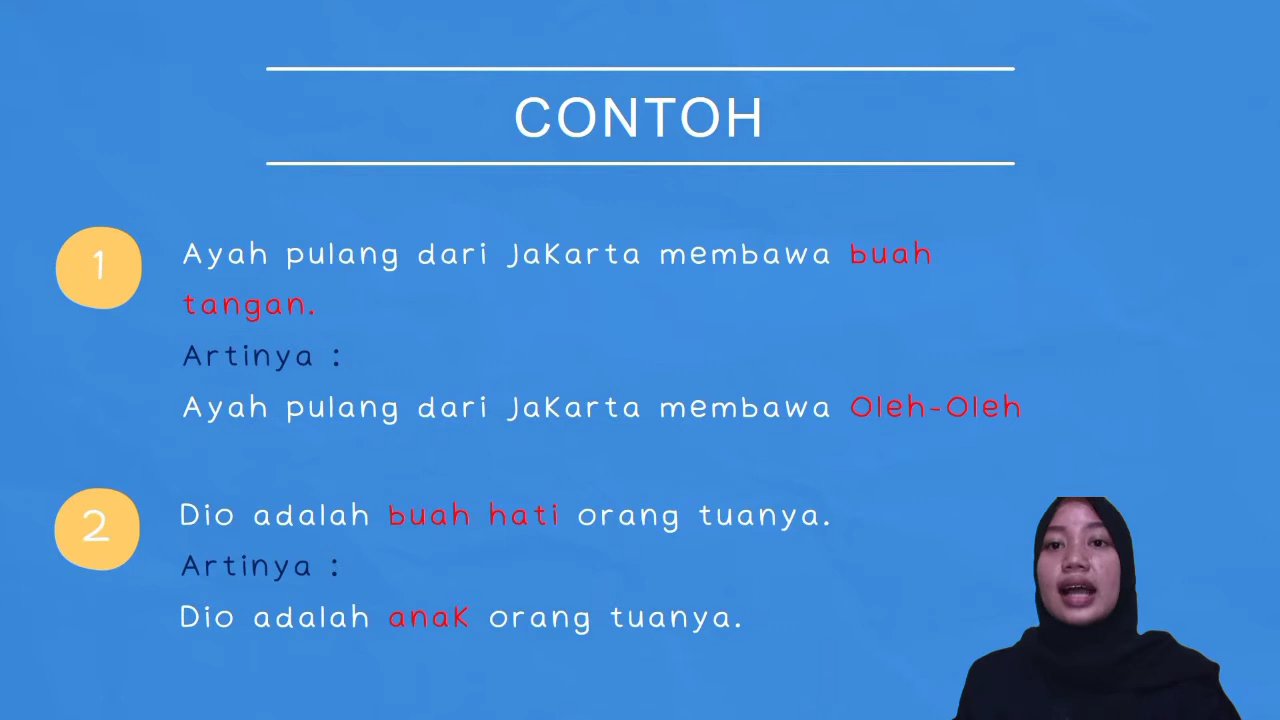 CONTOH
1
Ayah pulang dari Jakarta membawa buah
tangan.
Artinya :
Ayah pulang dari Jakarta membawa Oleh-Oleh
2
Dio adalah buah hati orang tuanya.
Artinya :
Dio adalah anak orang tuanya.